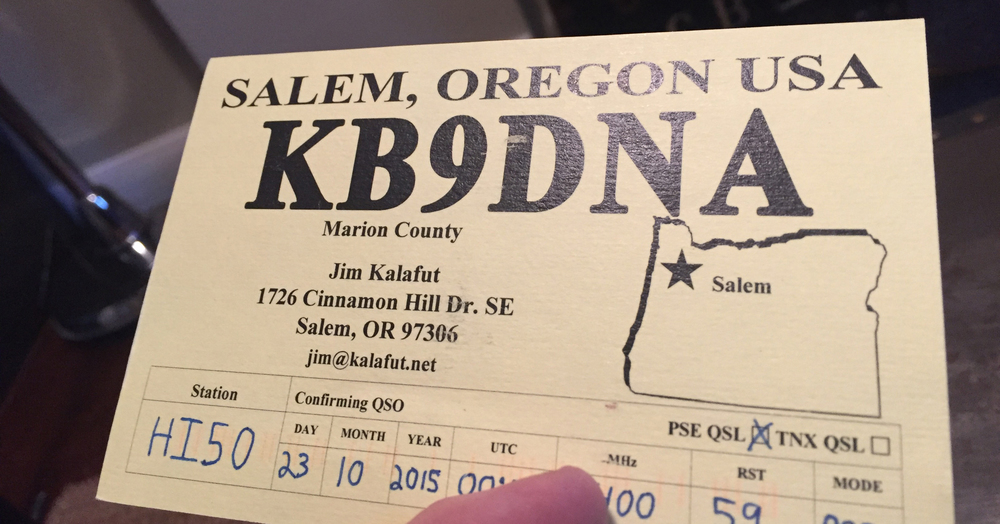 SALEM, OREGON USA
KB9DNA
Marion County
Jim Kalafut
1726 Cinnamon Hill Dr. SE
Salem, OR 97306
jim@kalafut.net
Salem
Station
Confirming QSO
PSE QSL ☒ TNX QSL ☐
DAY MONTH YEAR UTC MHz RST MODE
HI50 23 10 2015 59